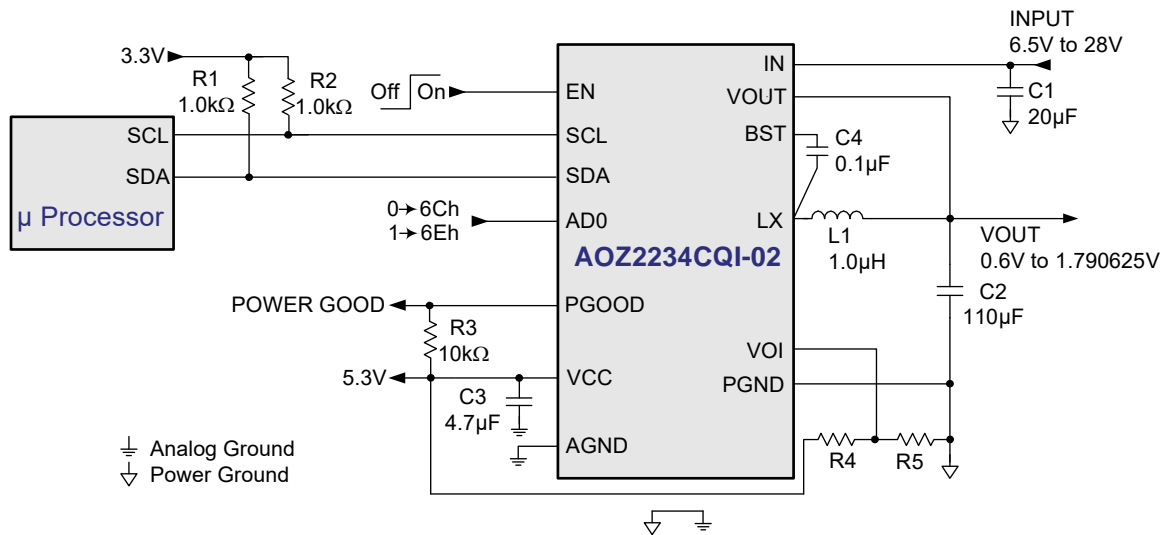 INPUT
6.5V to 28V
3.3V
R1
1.0kΩ
R2
1.0kΩ
Off
On
EN
IN
VOUT
C1
20µF
SCL
SCL
BST
C4
0.1µF
SDA
SDA
µ Processor
0→6Ch
1→6Eh
AD0
LX
L1
1.0µH
VOUT
0.6V to 1.790625V
AOZ2234CQI-02
C2
110µF
POWER GOOD
PGOOD
R3
10kΩ
VOI
5.3V
VCC
PGND
C3
4.7µF
AGND
R4
R5
Analog Ground
Power Ground